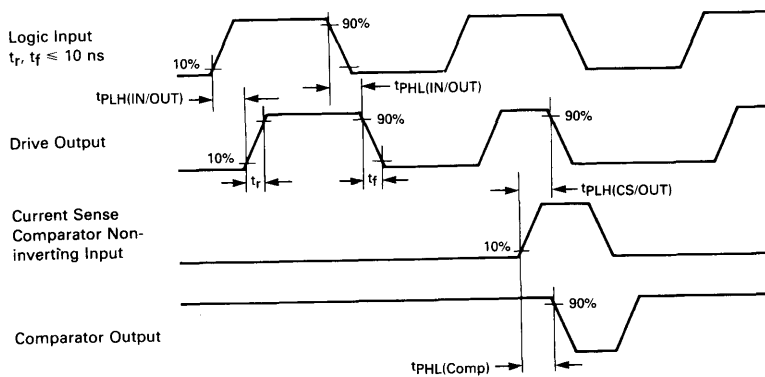 Logic Input
tr, tf ≤ 10 ns
90%
10%
tPLH(IN/OUT)
tPHL(IN/OUT)
Drive Output
90%
90%
10%
tr
tf
tPLH(CS/OUT)
Current Sense
Comparator Non-
inverting Input
10%
90%
Comparator Output
tPHL(Comp)